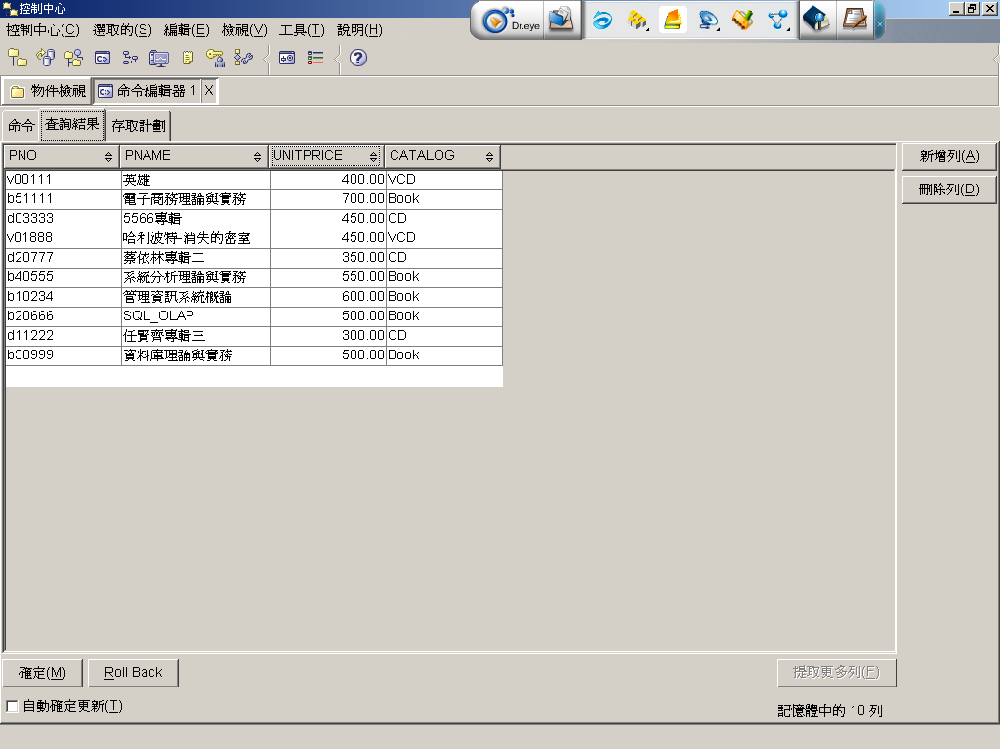 控制中心
控制中心(C) 選取的(S) 編輯(E) 檢視(V) 工具(T) 說明(H)
Dr.eye
物件檢視 命令編輯器 1 X
命令 查詢結果 存取計劃
PNO PNAME UNITPRICE CATALOG
v00111 英雄 400.00 VCD
b51111 電子商務理論與實務 700.00 Book
d03333 5566專輯 450.00 CD
v01888 哈利波特-消失的密室 450.00 VCD
d20777 蔡依林專輯二 350.00 CD
b40555 系統分析理論與實務 550.00 Book
b10234 管理資訊系統概論 600.00 Book
b20666 SQL_OLAP 500.00 Book
d11222 任賢齊專輯三 300.00 CD
b30999 資料庫理論與實務 500.00 Book
新增列(A)
刪除列(D)
確定(M) Roll Back 提取更多列(F)
自動確定更新(T) 記憶體中的 10 列